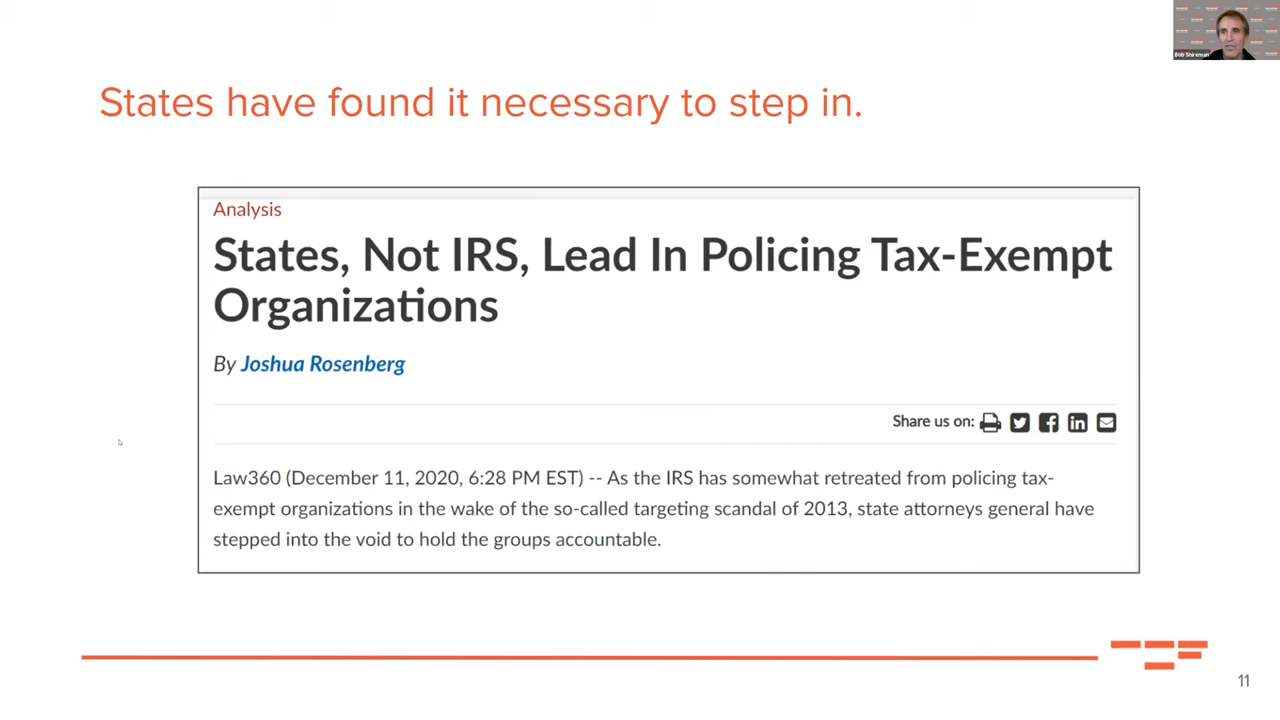 Bob Shireman
States have found it necessary to step in.
Analysis
States, Not IRS, Lead In Policing Tax-Exempt
Organizations
By Joshua Rosenberg
Share us on:
Law360 (December 11, 2020, 6:28 PM EST) -- As the IRS has somewhat retreated from policing tax-
exempt organizations in the wake of the so-called targeting scandal of 2013, state attorneys general have
stepped into the void to hold the groups accountable.
11